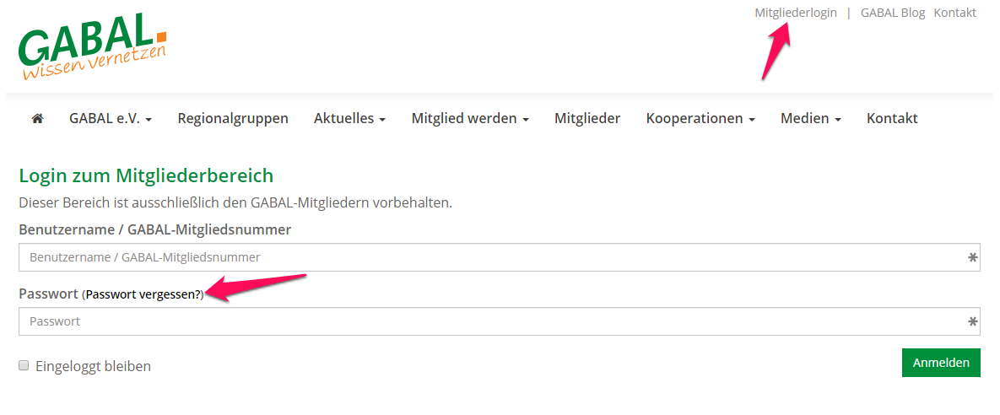 GABAL
Wissen vernetzen
Mitgliederlogin | GABAL Blog Kontakt
GABAL e.V. Regionalgruppen Aktuelles Mitglied werden Mitglieder Kooperationen Medien Kontakt
Login zum Mitgliederbereich
Dieser Bereich ist ausschließlich den GABAL-Mitgliedern vorbehalten.
Benutzername / GABAL-Mitgliedsnummer
Benutzername / GABAL-Mitgliedsnummer
Passwort (Passwort vergessen?)
Passwort
Eingeloggt bleiben
Anmelden